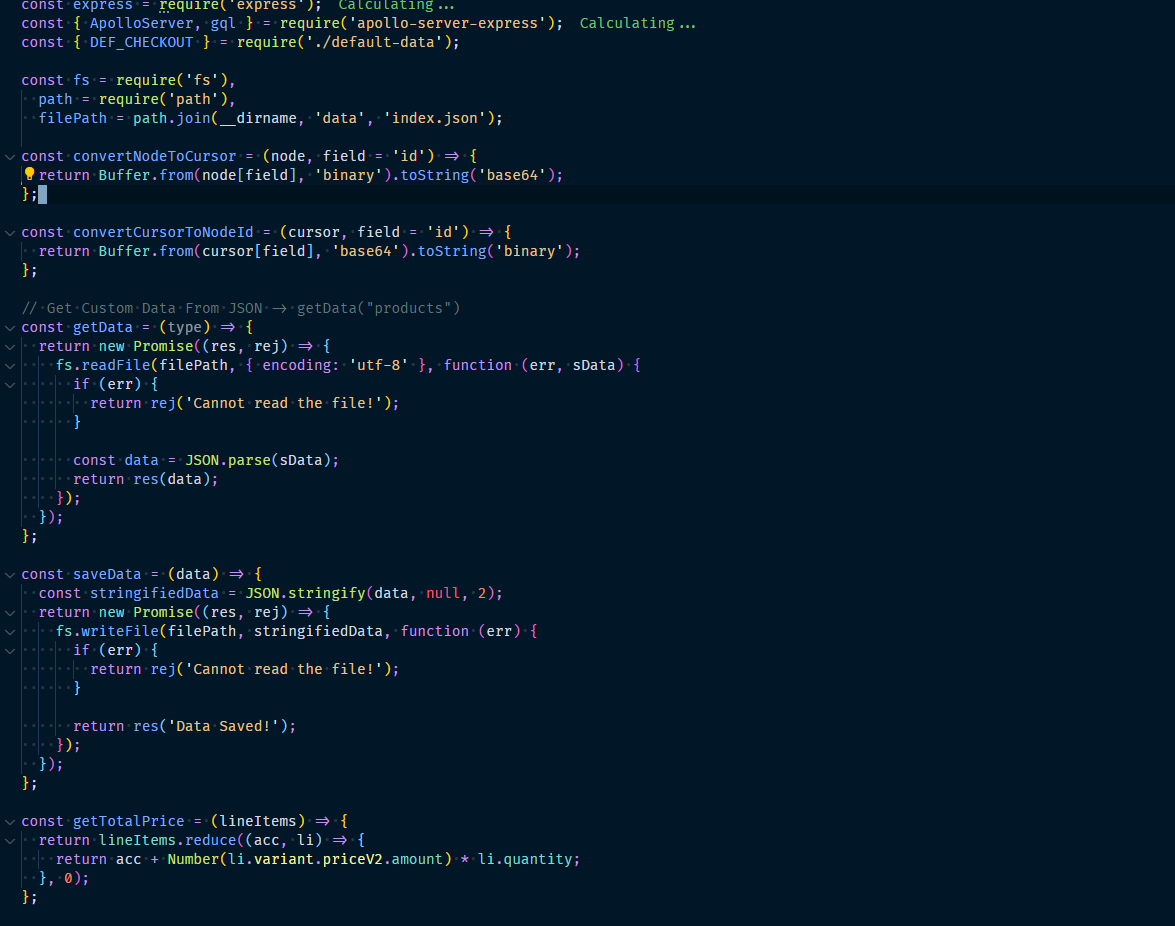 const express = require('express');  Calculating...
const { ApolloServer, gql } = require('apollo-server-express');  Calculating...
const { DEF_CHECKOUT } = require('./default-data');

const fs = require('fs'),
  path = require('path'),
  filePath = path.join(__dirname, 'data', 'index.json');

const convertNodeToCursor = (node, field = 'id') => {
  return Buffer.from(node[field], 'binary').toString('base64');
};

const convertCursorToNodeId = (cursor, field = 'id') => {
  return Buffer.from(cursor[field], 'base64').toString('binary');
};

// Get Custom Data From JSON -> getData("products")
const getData = (type) => {
  return new Promise((res, rej) => {
    fs.readFile(filePath, { encoding: 'utf-8' }, function (err, sData) {
      if (err) {
        return rej('Cannot read the file!');
      }

      const data = JSON.parse(sData);
      return res(data);
    });
  });
};

const saveData = (data) => {
  const stringifiedData = JSON.stringify(data, null, 2);
  return new Promise((res, rej) => {
    fs.writeFile(filePath, stringifiedData, function (err) {
      if (err) {
        return rej('Cannot read the file!');
      }

      return res('Data Saved!');
    });
  });
};

const getTotalPrice = (lineItems) => {
  return lineItems.reduce((acc, li) => {
    return acc + Number(li.variant.priceV2.amount) * li.quantity;
  }, 0);
};